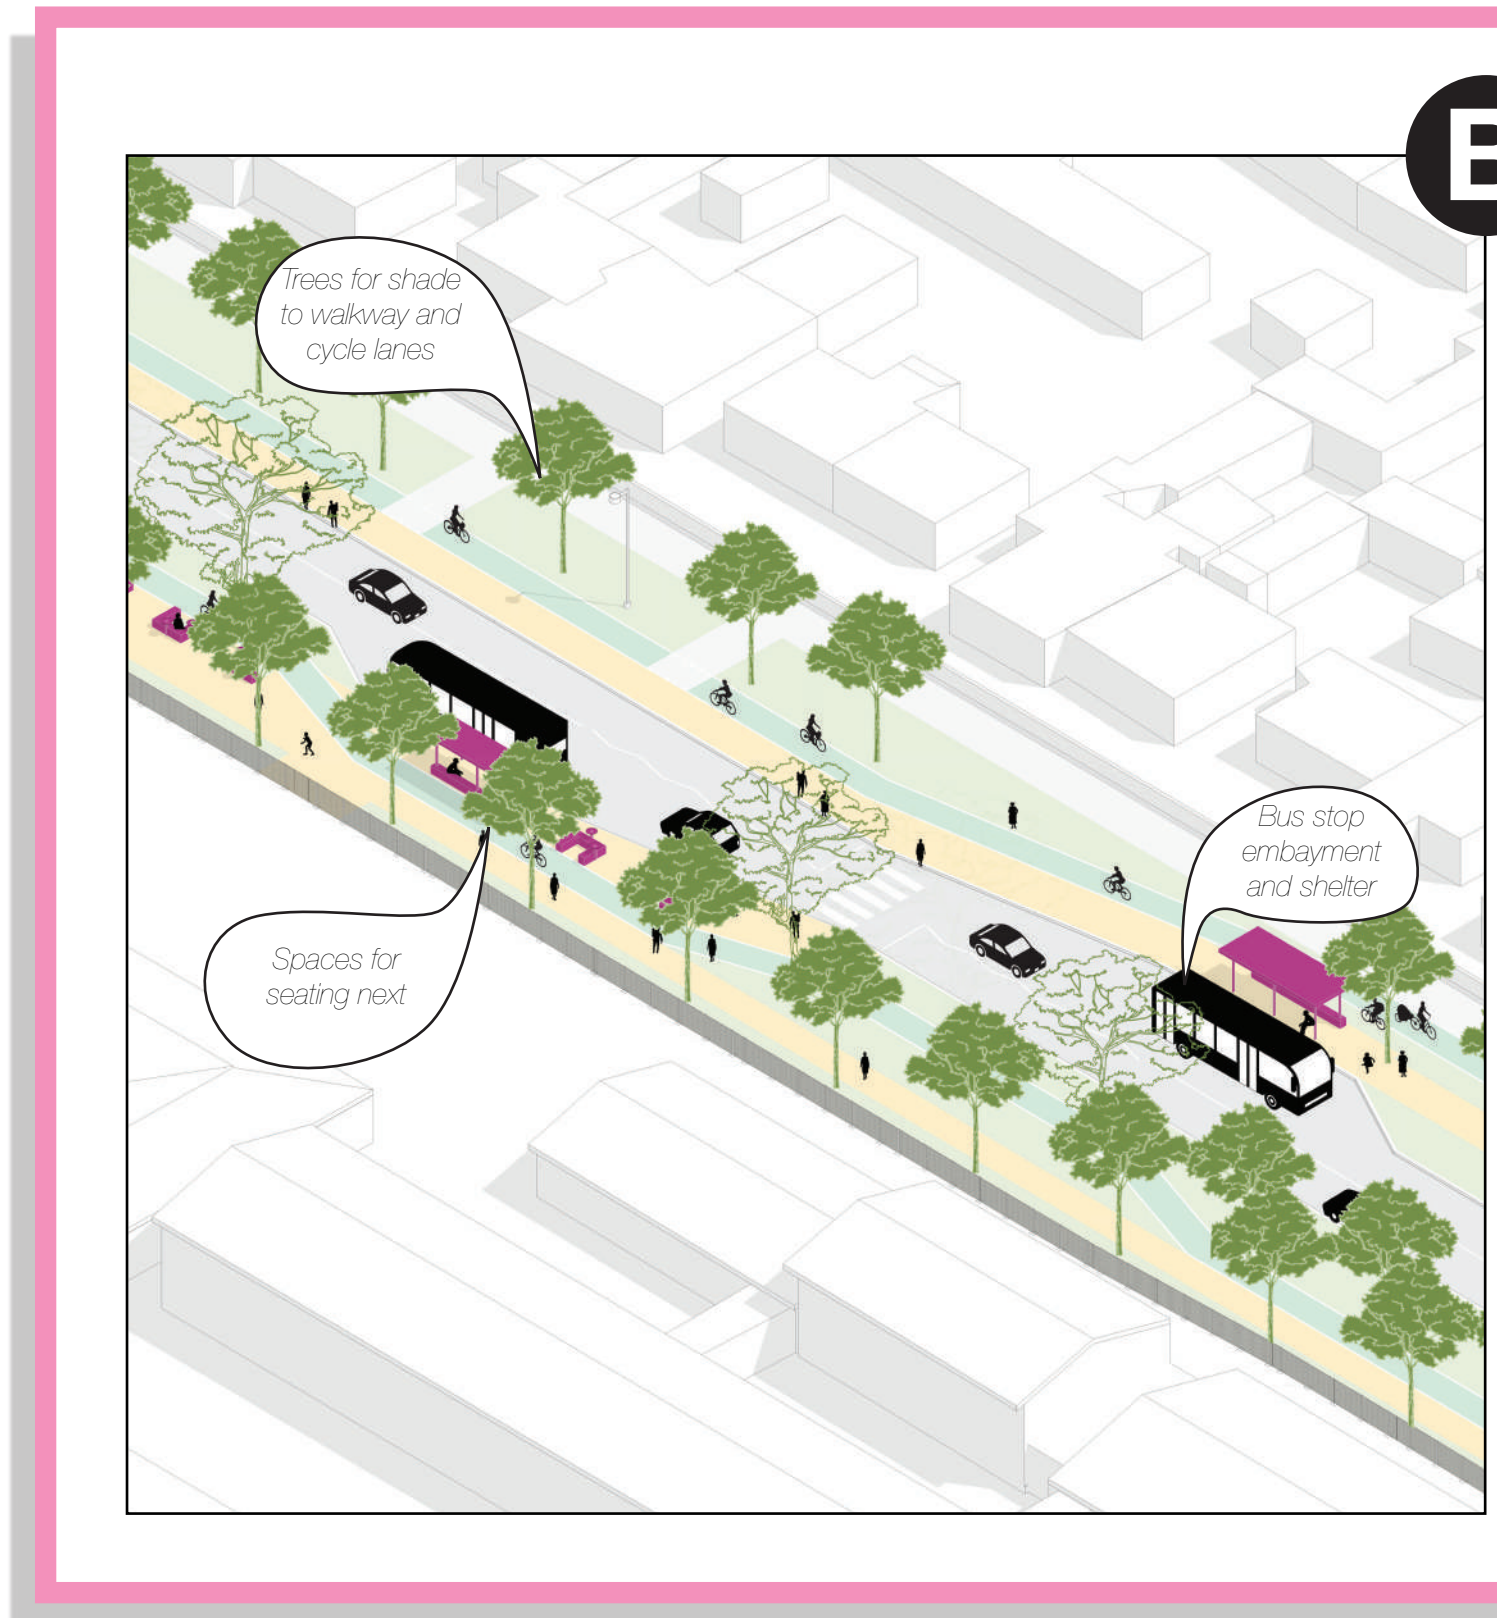 B
Trees for shade
to walkway and
cycle lanes
Bus stop
embayment
and shelter
Spaces for
seating next